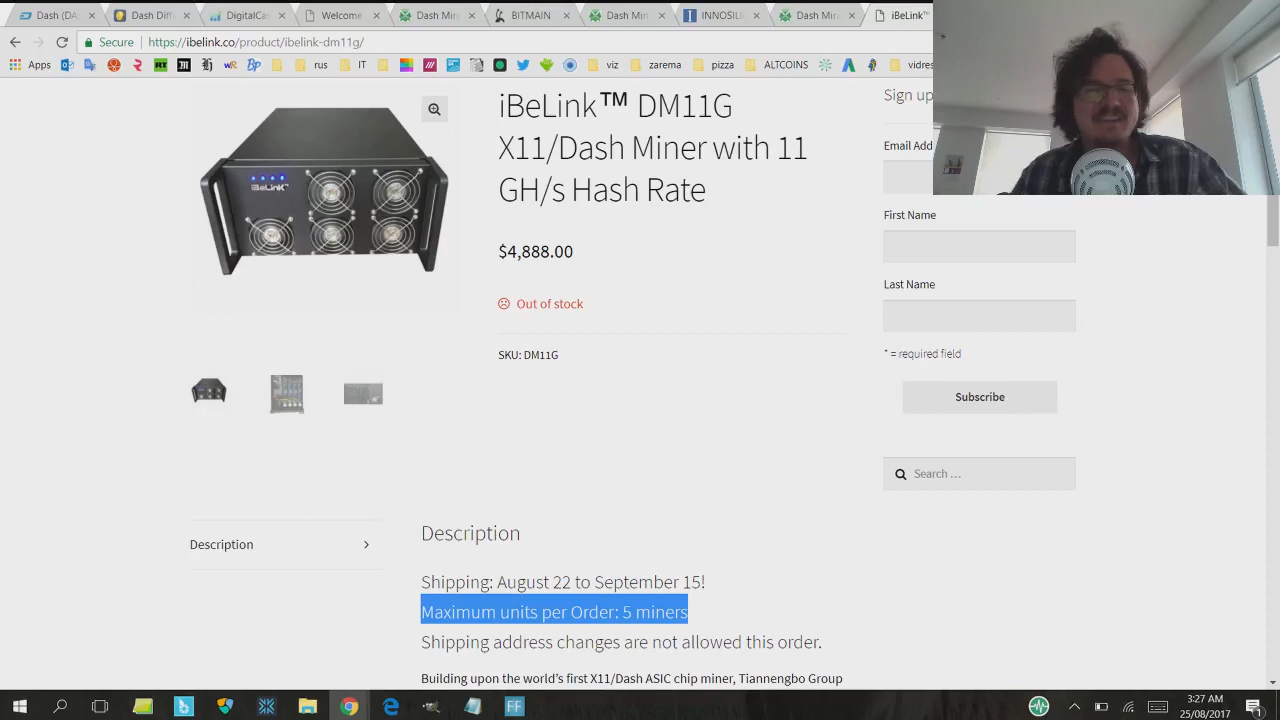 Dash (DA
Dash Diff
DigitalCas
Welcome
Dash Min
BITMAIN
Dash Min
INNOSILI
Dash Min
iBeLink™
Secure
https://ibelink.co/product/ibelink-dm11g/
Apps
rus
IT
viz
zarema
pizza
ALTCOINS
vidres
iBeLink™ DM11G
X11/Dash Miner with 11
GH/s Hash Rate
$4,888.00
Out of stock
SKU: DM11G
iBeLink™
Sign up
Email Add
First Name
Last Name
* = required field
Subscribe
Search …
Description
Description
Shipping: August 22 to September 15!
Maximum units per Order: 5 miners
Shipping address changes are not allowed this order.
Building upon the world's first X11/Dash ASIC chip miner, Tiannengbo Group
3:27 AM
25/08/2017